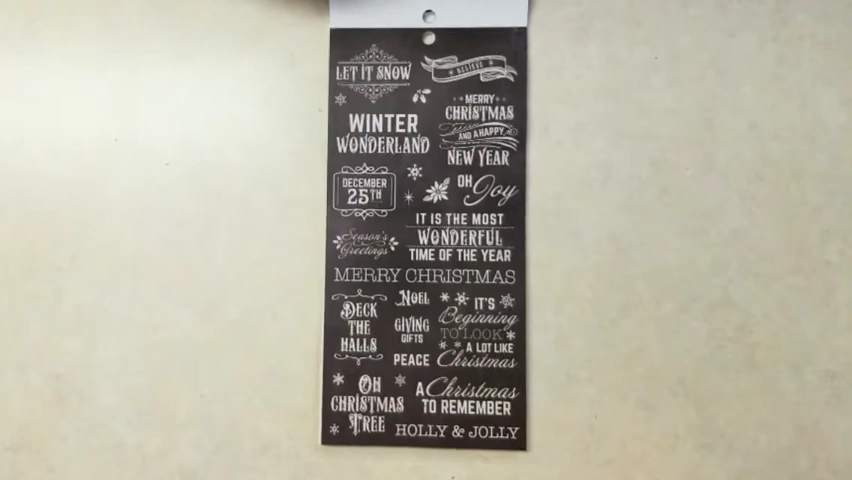 LET IT SNOW
BELIEVE
MERRY
CHRISTMAS
AND A HAPPY
NEW YEAR
WINTER
WONDERLAND
DECEMBER
25TH
OH
Joy
IT IS THE MOST
WONDERFUL
TIME OF THE YEAR
Season's
Greetings
MERRY CHRISTMAS
DECK
THE
HALLS
NOEL
GIVING
GIFTS
PEACE
IT'S
Beginning
TO LOOK
A LOT LIKE
Christmas
OH
CHRISTMAS
TREE
A Christmas
TO REMEMBER
HOLLY & JOLLY